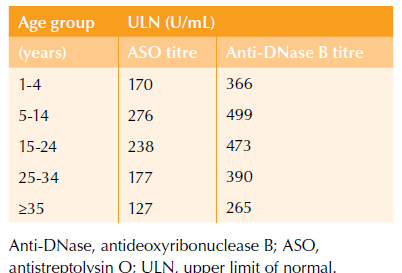 Age group ULN (U/mL)
(years) ASO titre Anti-DNase B titre
1-4 170 366
5-14 276 499
15-24 238 473
25-34 177 390
≥35 127 265
Anti-DNase, antideoxyribonuclease B; ASO,
antistreptolysin O; ULN, upper limit of normal.